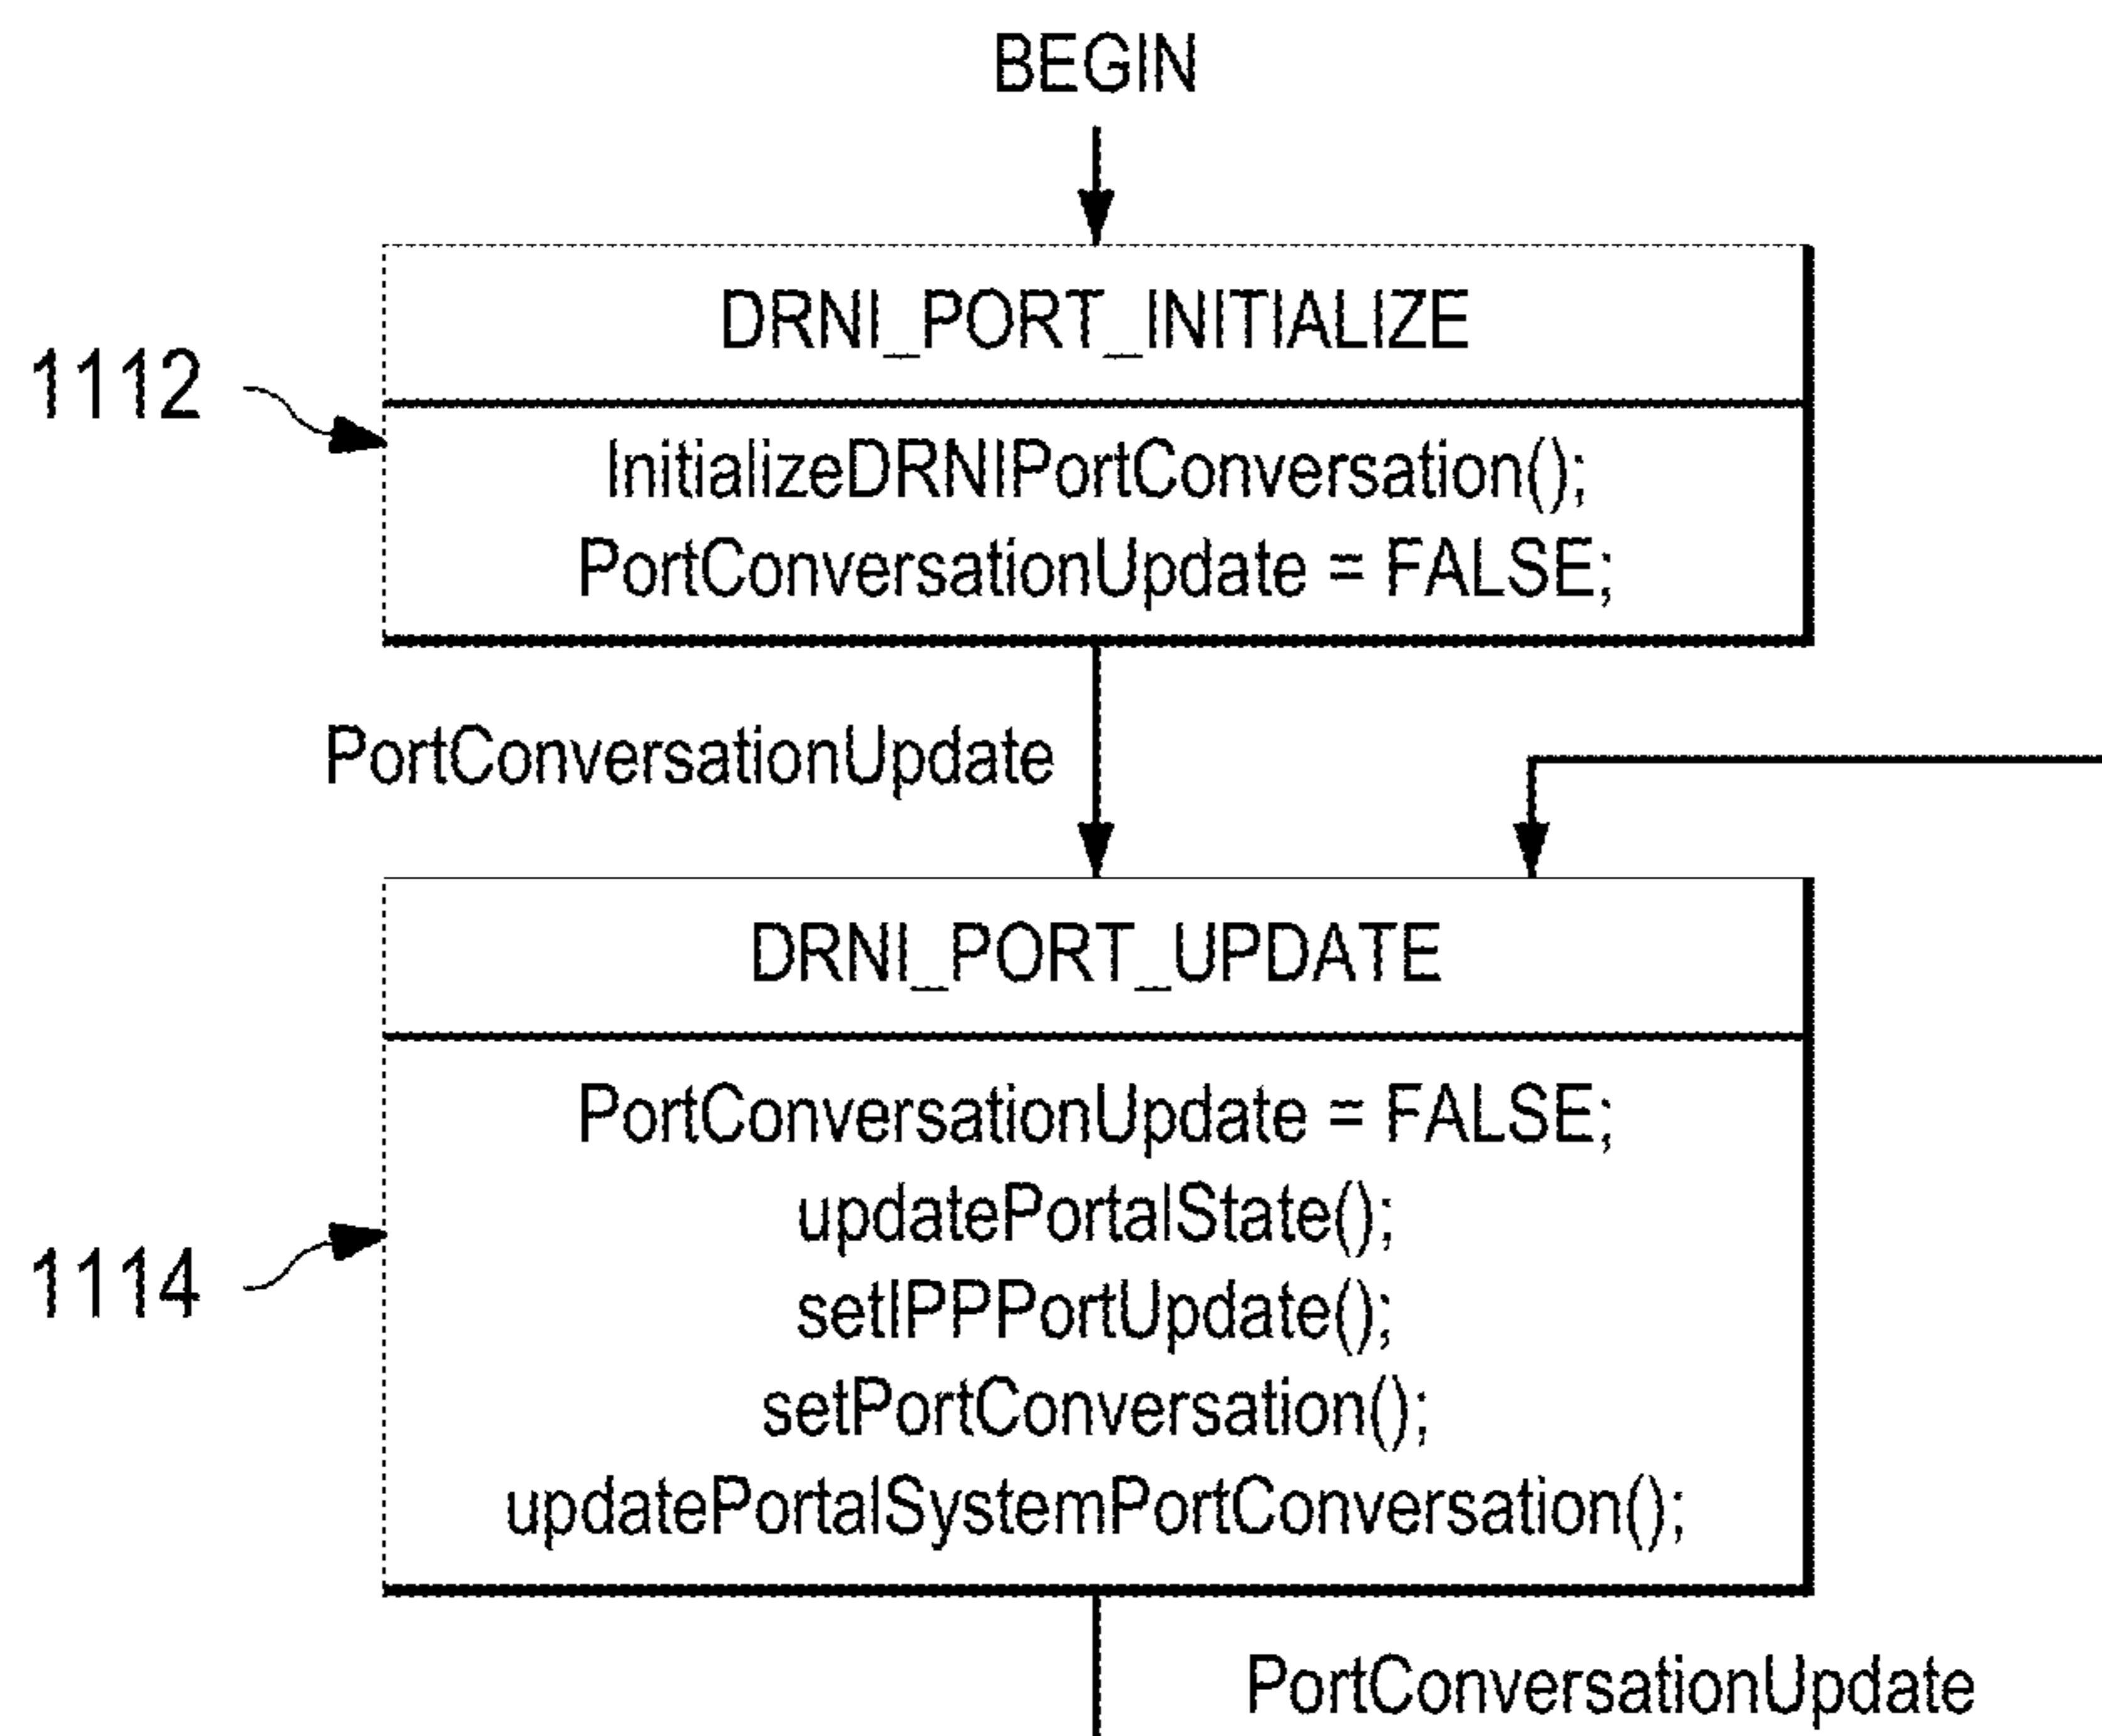 BEGIN
DRNI_PORT_INITIALIZE
1112
InitializeDRNIPortConversation();
PortConversationUpdate = FALSE;
PortConversationUpdate
DRNI_PORT_UPDATE
PortConversationUpdate = FALSE;
updatePortalState();
1114
setIPPPortUpdate();
setPortConversation();
updatePortalSystemPortConversation();
PortConversationUpdate